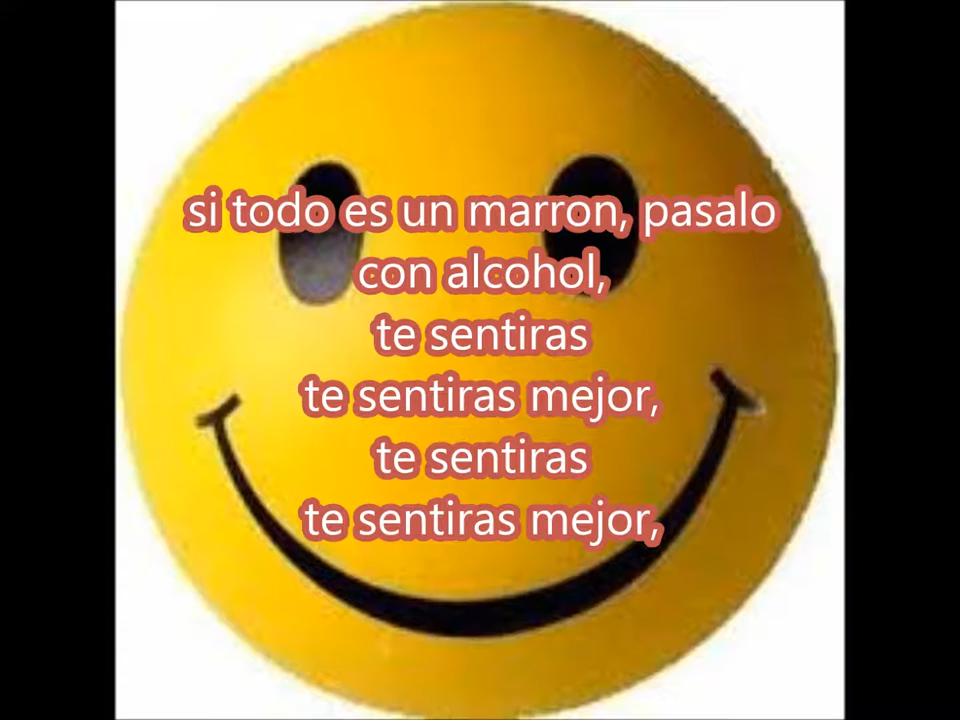 si todo es un marron, pasalo
con alcohol,
te sentiras
te sentiras mejor,
te sentiras
te sentiras mejor,